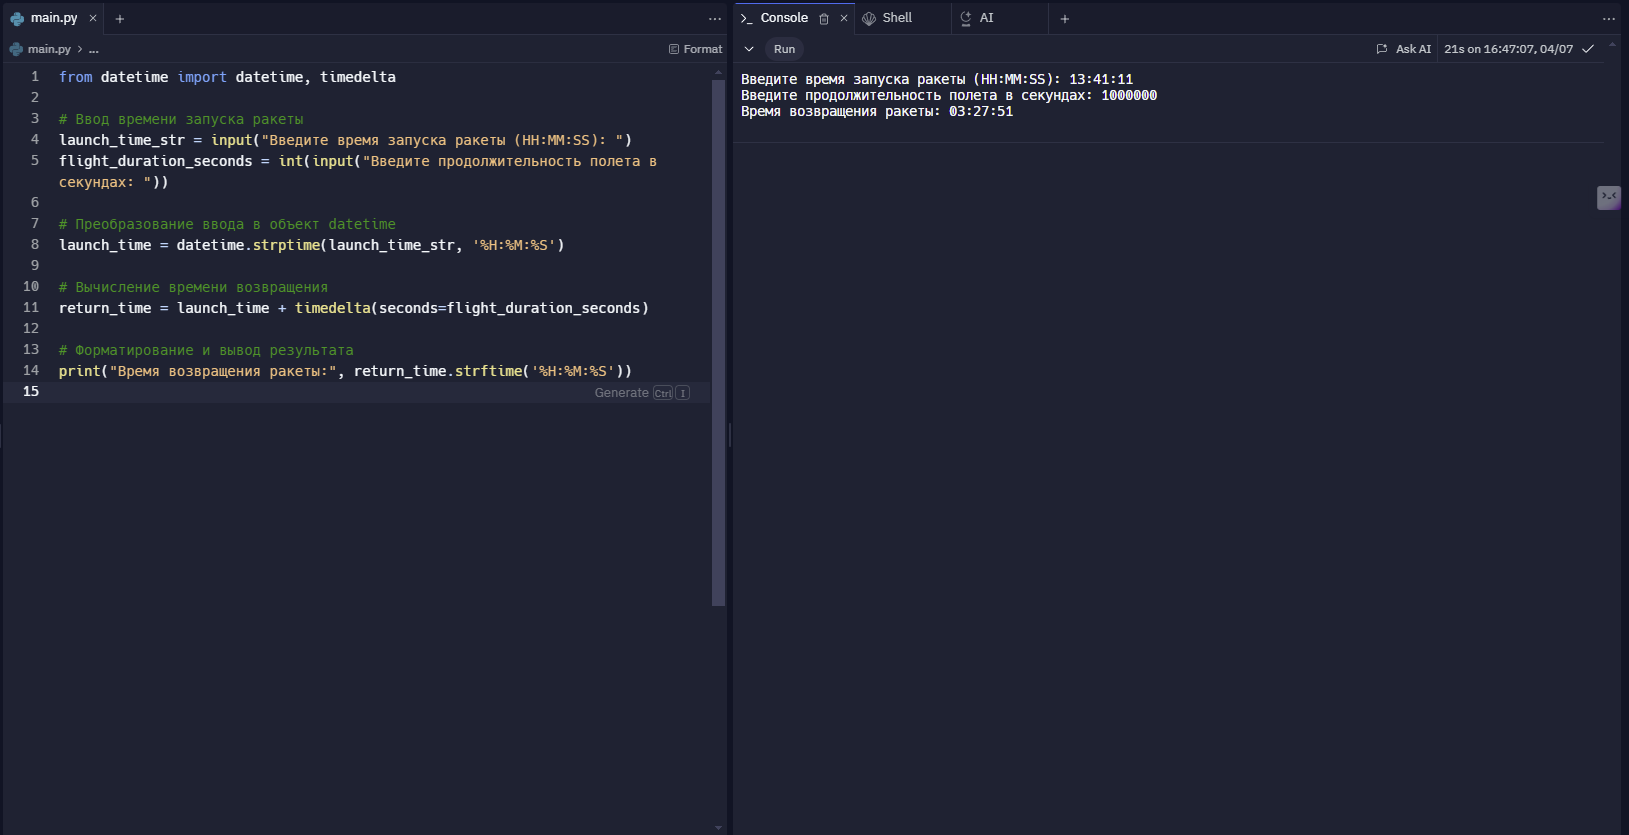 main.py
main.py > ...
Format
1 from datetime import datetime, timedelta
2
3 # Ввод времени запуска ракеты
4 launch_time_str = input("Введите время запуска ракеты (HH:MM:SS): ")
5 flight_duration_seconds = int(input("Введите продолжительность полета в
секундах: "))
6
7 # Преобразование ввода в объект datetime
8 launch_time = datetime.strptime(launch_time_str, '%H:%M:%S')
9
10 # Вычисление времени возвращения
11 return_time = launch_time + timedelta(seconds=flight_duration_seconds)
12
13 # Форматирование и вывод результата
14 print("Время возвращения ракеты:", return_time.strftime('%H:%M:%S'))
15
Generate Ctrl I
Console Shell AI
Run
Ask AI 21s on 16:47:07, 04/07
Введите время запуска ракеты (HH:MM:SS): 13:41:11
Введите продолжительность полета в секундах: 1000000
Время возвращения ракеты: 03:27:51